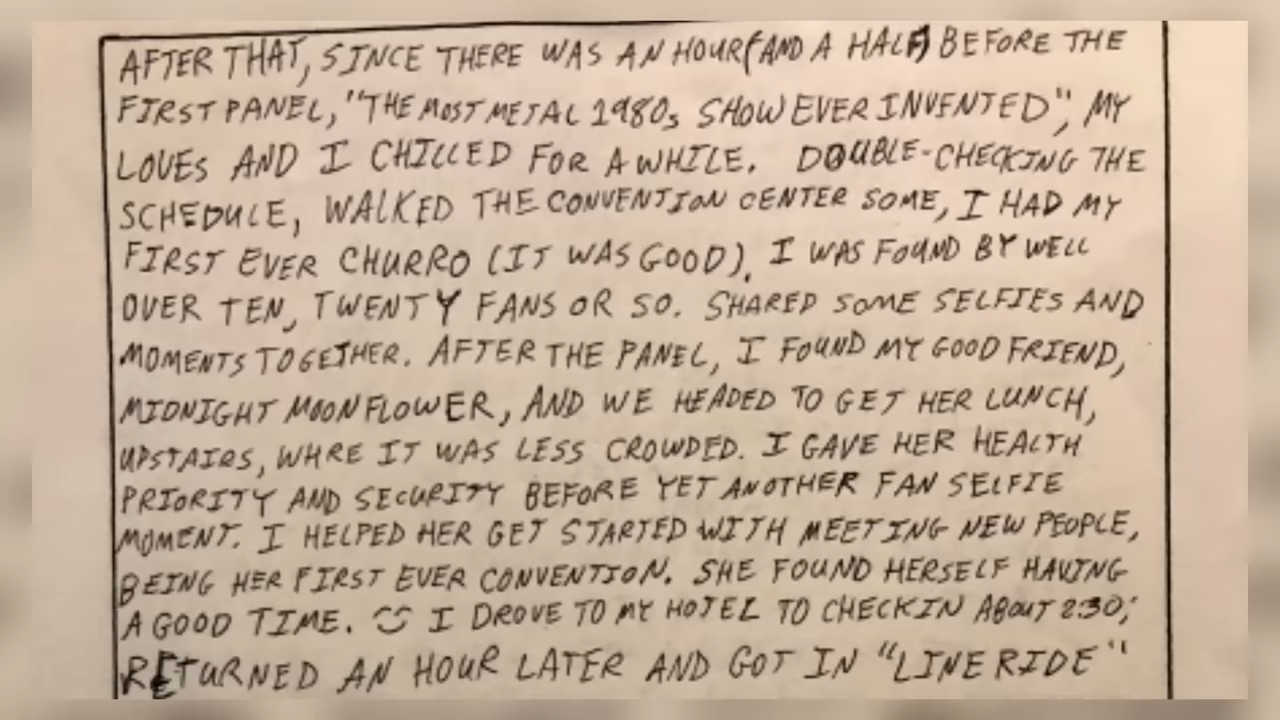 AFTER THAT, SINCE THERE WAS AN HOUR(AND A HALF) BEFORE THE
FIRST PANEL, "THE MOST METAL 1980s SHOW EVER INVENTED", MY
LOVES AND I CHILLED FOR A WHILE. DOUBLE-CHECKING THE
SCHEDULE, WALKED THE CONVENTION CENTER SOME, I HAD MY
FIRST EVER CHURRO (IT WAS GOOD). I WAS FOUND BY WELL
OVER TEN, TWENTY FANS OR SO. SHARED SOME SELFIES AND
MOMENTS TOGETHER. AFTER THE PANEL, I FOUND MY GOOD FRIEND,
MIDNIGHT MOONFLOWER, AND WE HEADED TO GET HER LUNCH,
UPSTAIRS, WHRE IT WAS LESS CROWDED. I GAVE HER HEALTH
PRIORITY AND SECURITY BEFORE YET ANOTHER FAN SELFIE
MOMENT. I HELPED HER GET STARTED WITH MEETING NEW PEOPLE,
BEING HER FIRST EVER CONVENTION. SHE FOUND HERSELF HAVING
A GOOD TIME. I DROVE TO MY HOTEL TO CHECKIN ABOUT 2:30;
RETURNED AN HOUR LATER AND GOT IN "LINE RIDE"